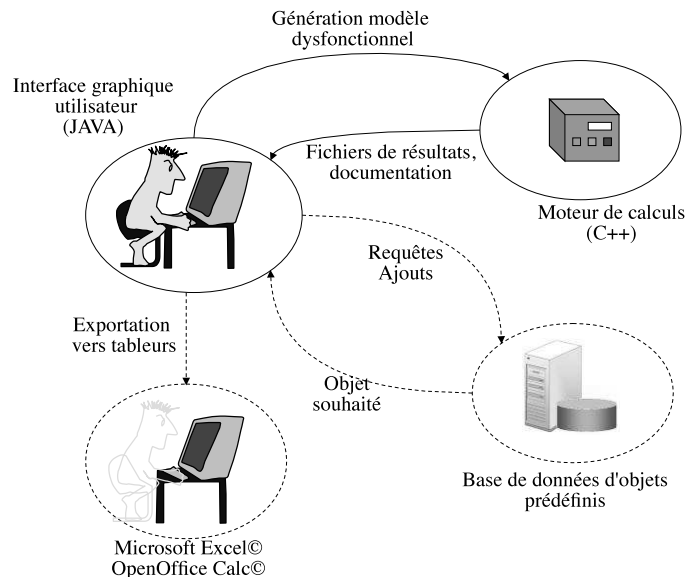 Génération modèle
dysfonctionnel
Interface graphique
utilisateur
(JAVA)
Fichiers de résultats,
documentation
Moteur de calculs
(C++)
Requêtes
Ajouts
Exportation
vers tableurs
Objet
souhaité
Base de données d'objets
prédéfinis
Microsoft Excel©
OpenOffice Calc©